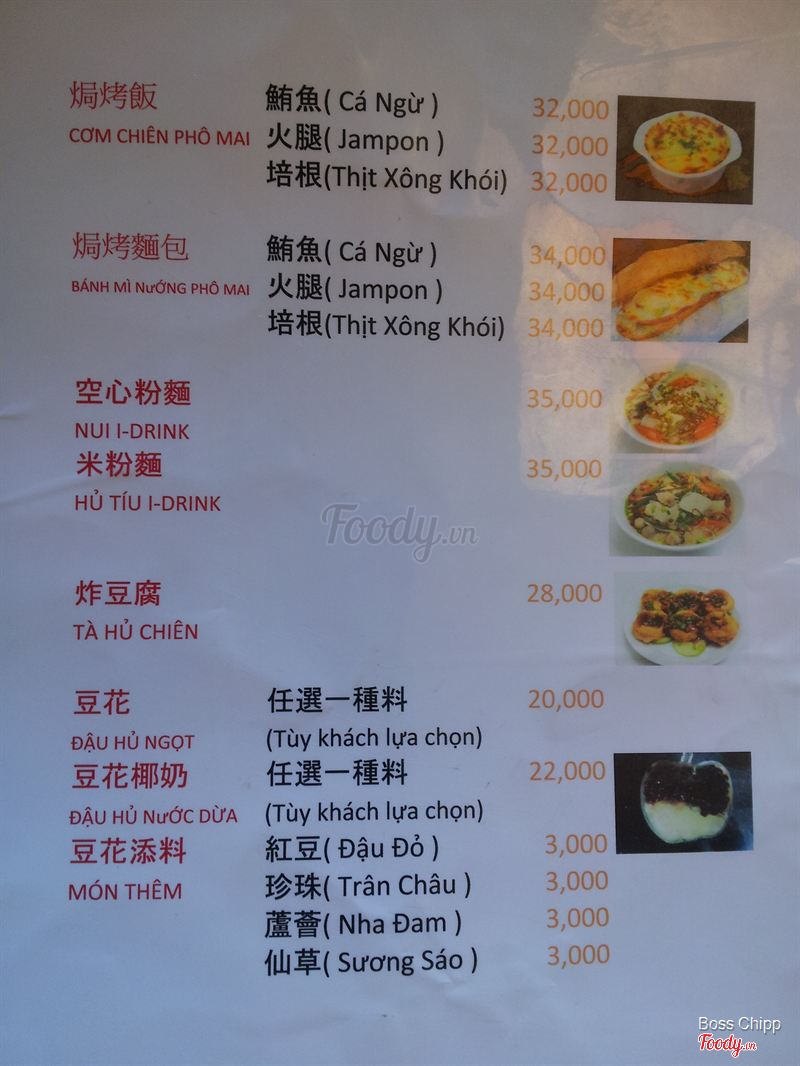 焗烤飯 鮪魚( Cá Ngừ ) 32,000
CƠM CHIÊN PHÔ MAI 火腿( Jampon ) 32,000
培根(Thịt Xông Khói) 32,000
焗烤麵包 鮪魚( Cá Ngừ ) 34,000
BÁNH MÌ NướNG PHÔ MAI 火腿( Jampon ) 34,000
培根(Thịt Xông Khói) 34,000
空心粉麵 35,000
NUI I-DRINK
米粉麵 35,000
HỦ TÍU I-DRINK
Foody.vn
炸豆腐 28,000
TÀ HỦ CHIÊN
豆花 任選一種料 20,000
ĐẬU HỦ NGỌT (Tùy khách lựa chọn)
豆花椰奶 任選一種料 22,000
ĐẬU HỦ NướC DỪA (Tùy khách lựa chọn)
豆花添料 紅豆( Đậu Đỏ ) 3,000
MÓN THÊM 珍珠( Trân Châu ) 3,000
蘆薈( Nha Đam ) 3,000
仙草( Sương Sáo ) 3,000
Boss Chipp
Foody.vn